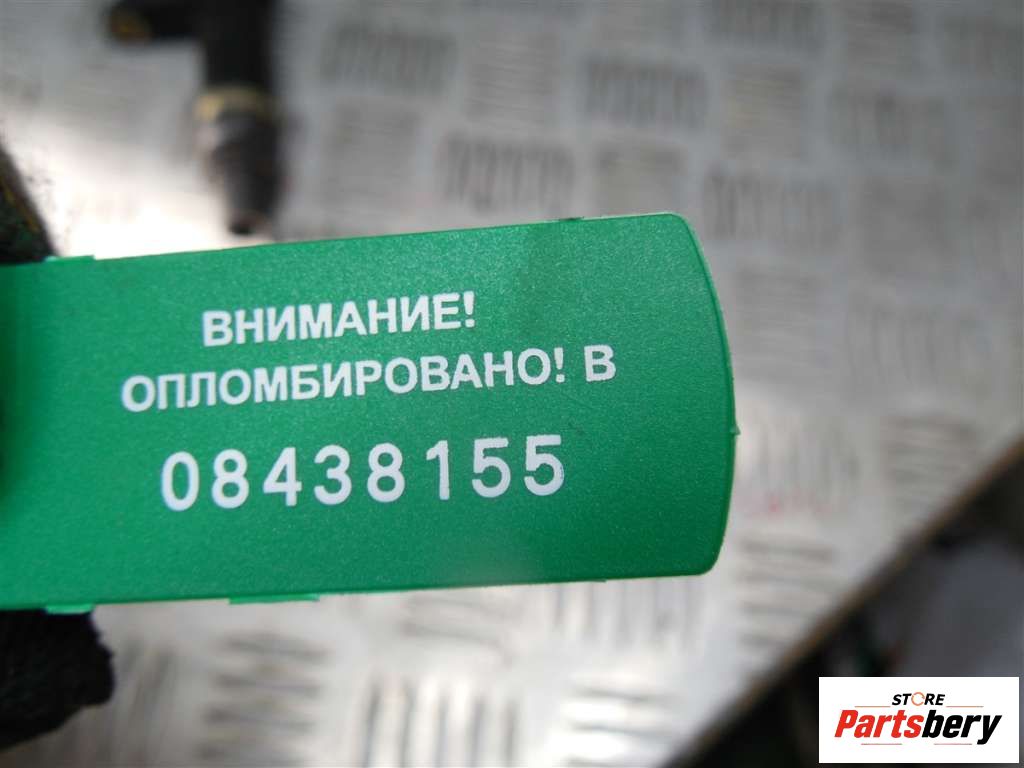 ВНИМАНИЕ!
ОПЛОМБИРОВАНО! В
08438155
STORE
Partsbery